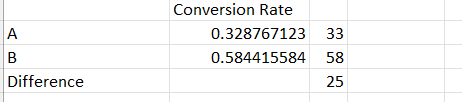 Conversion Rate
A 0.328767123 33
B 0.584415584 58
Difference 25